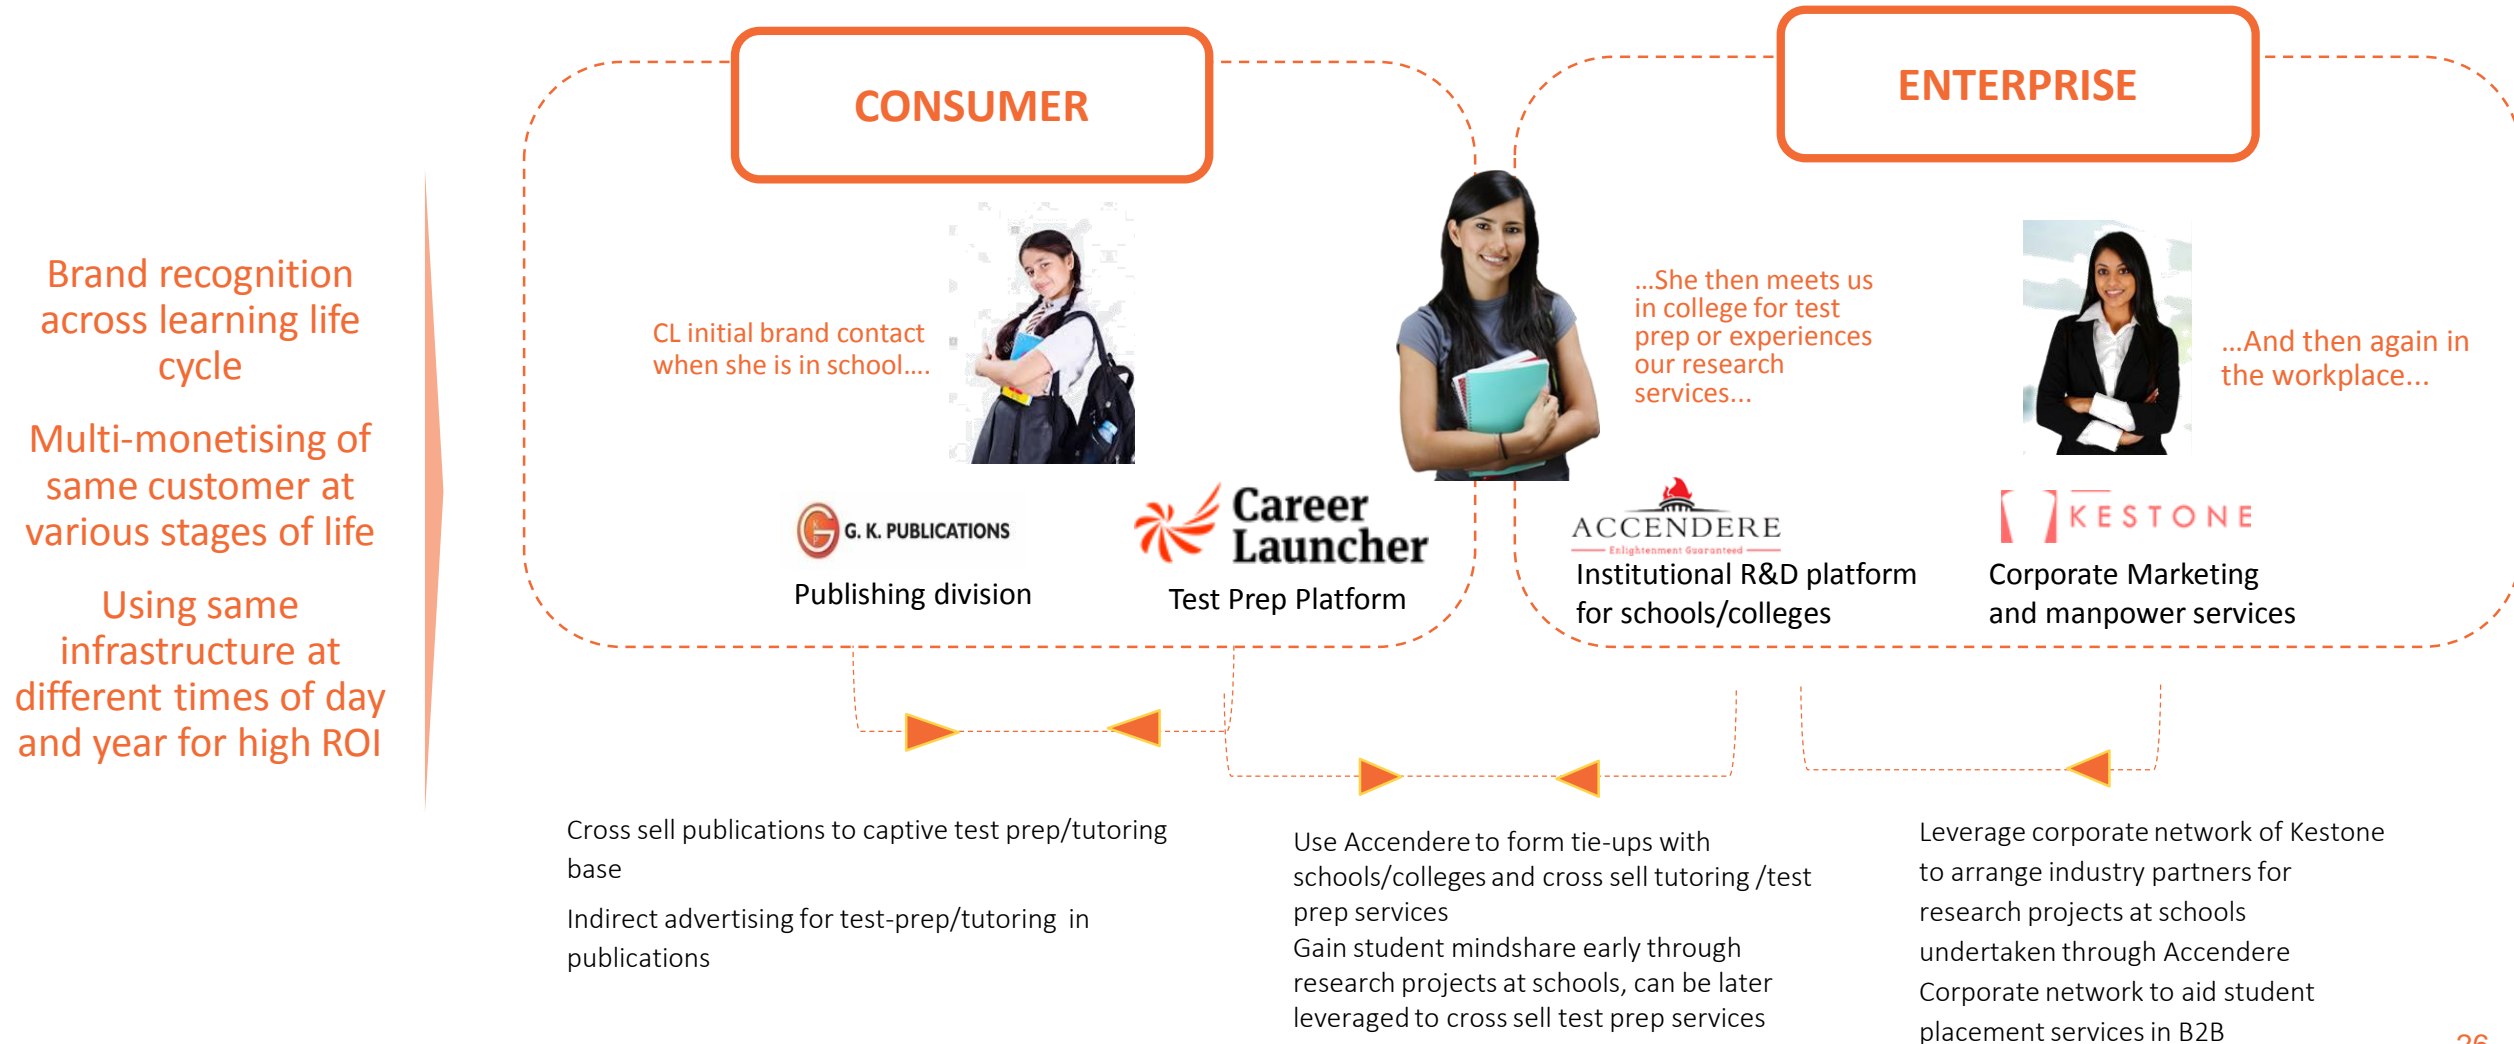 CONSUMER
ENTERPRISE
Brand recognition
across learning life
cycle
Multi-monetising of
same customer at
various stages of life
Using same
infrastructure at
different times of day
and year for high ROI
CL initial brand contact
when she is in school....
...She then meets us
in college for test
prep or experiences
our research
services...
...And then again in
the workplace...
G. K. PUBLICATIONS
Publishing division
Career
Launcher
Test Prep Platform
ACCENDERE
Enlightenment Guaranteed
Institutional R&D platform
for schools/colleges
KESTONE
Corporate Marketing
and manpower services
Cross sell publications to captive test prep/tutoring
base
Indirect advertising for test-prep/tutoring in
publications
Use Accendere to form tie-ups with
schools/colleges and cross sell tutoring /test
prep services
Gain student mindshare early through
research projects at schools, can be later
leveraged to cross sell test prep services
Leverage corporate network of Kestone
to arrange industry partners for
research projects at schools
undertaken through Accendere
Corporate network to aid student
placement services in B2B
26